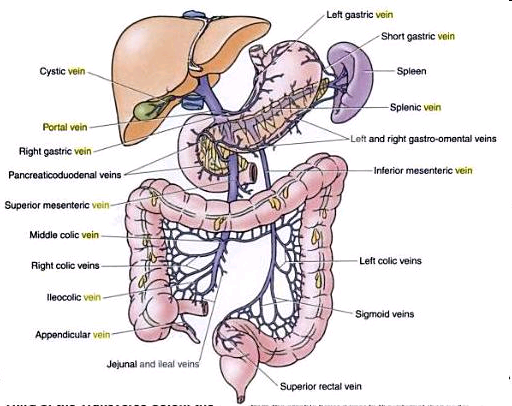 Left gastric vein
Short gastric vein
Cystic vein
Spleen
Splenic vein
Portal vein
Left and right gastro-omental veins
Right gastric vein
Inferior mesenteric vein
Pancreaticoduodenal veins
Superior mesenteric vein
Middle colic vein
Right colic veins
Left colic veins
Ileocolic vein
Sigmoid veins
Appendicular vein
Jejunal and ileal veins
Superior rectal vein